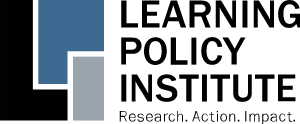 LEARNING
POLICY
INSTITUTE
Research. Action. Impact.